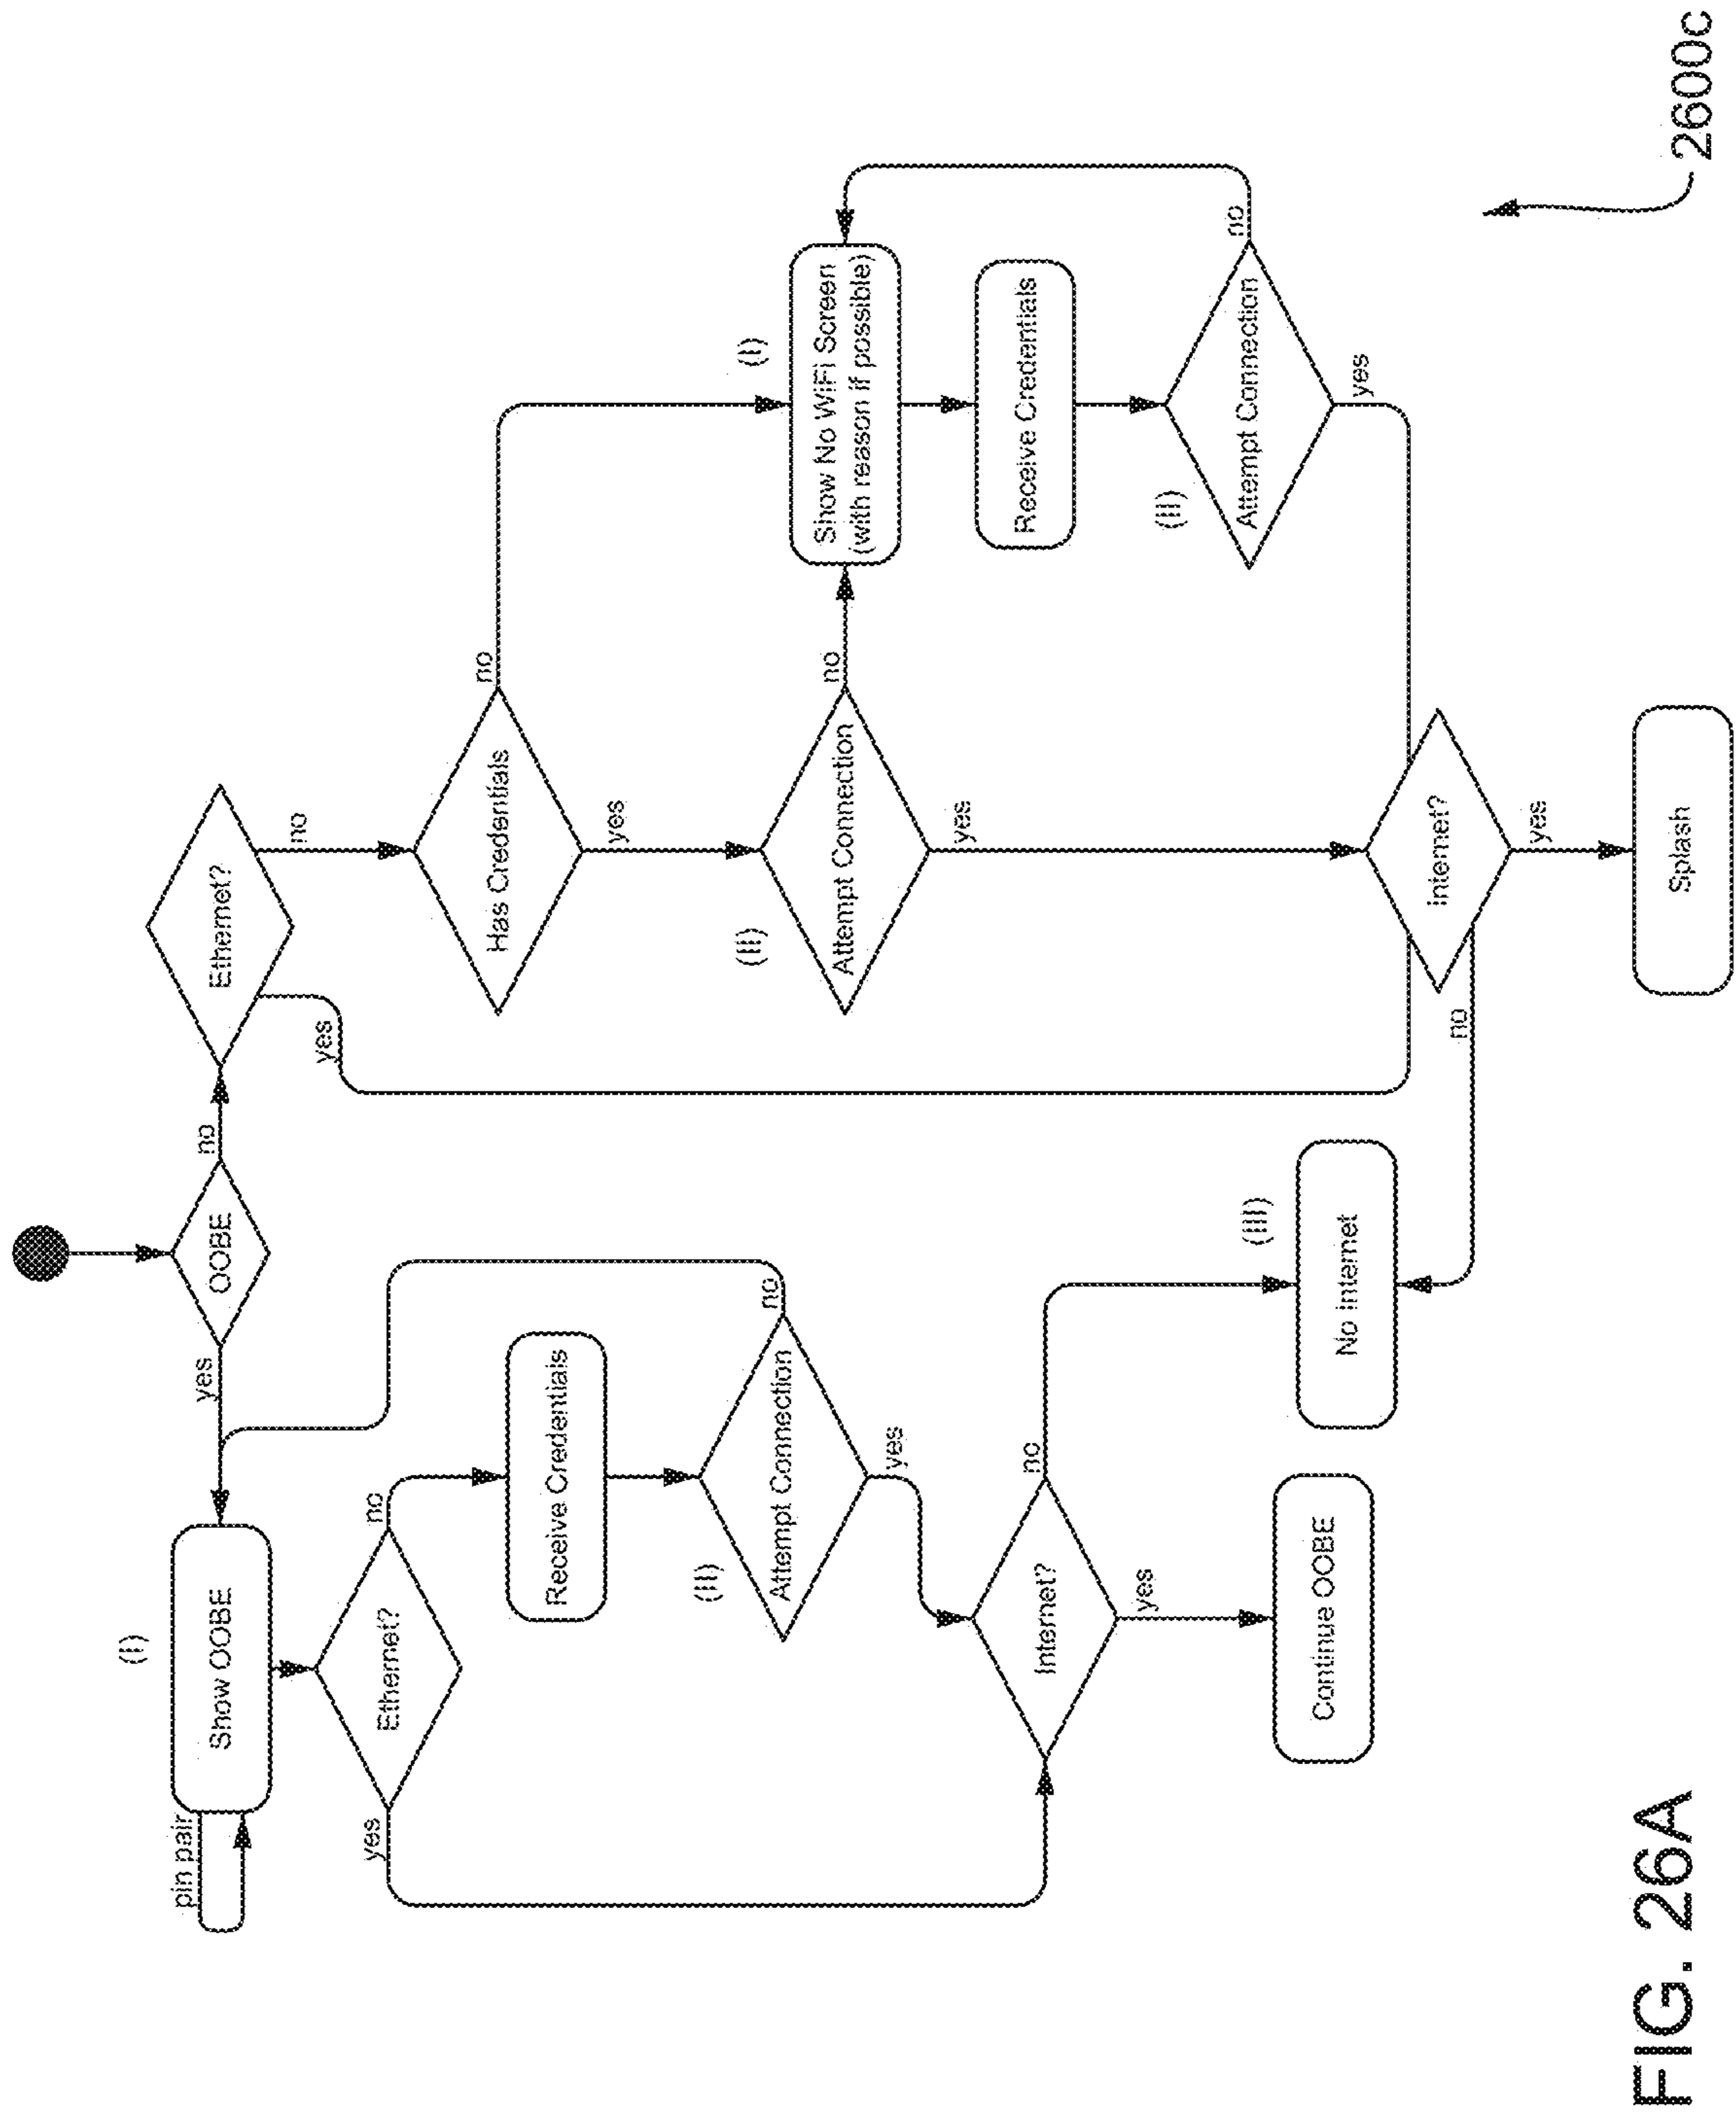 OOBE
yes
no
(I)
pin pair
Show OOBE
Ethernet?
yes
no
Receive Credentials
(II)
Attempt Connection
no
yes
Internet?
no
yes
Continue OOBE
(III)
No Internet
Ethernet?
yes
no
Has Credentials
no
yes
(II)
Attempt Connection
no
yes
(I)
Show No WiFi Screen
(with reason if possible)
Receive Credentials
(II)
Attempt Connection
no
yes
Internet?
no
yes
Splash
2600c
FIG. 26A